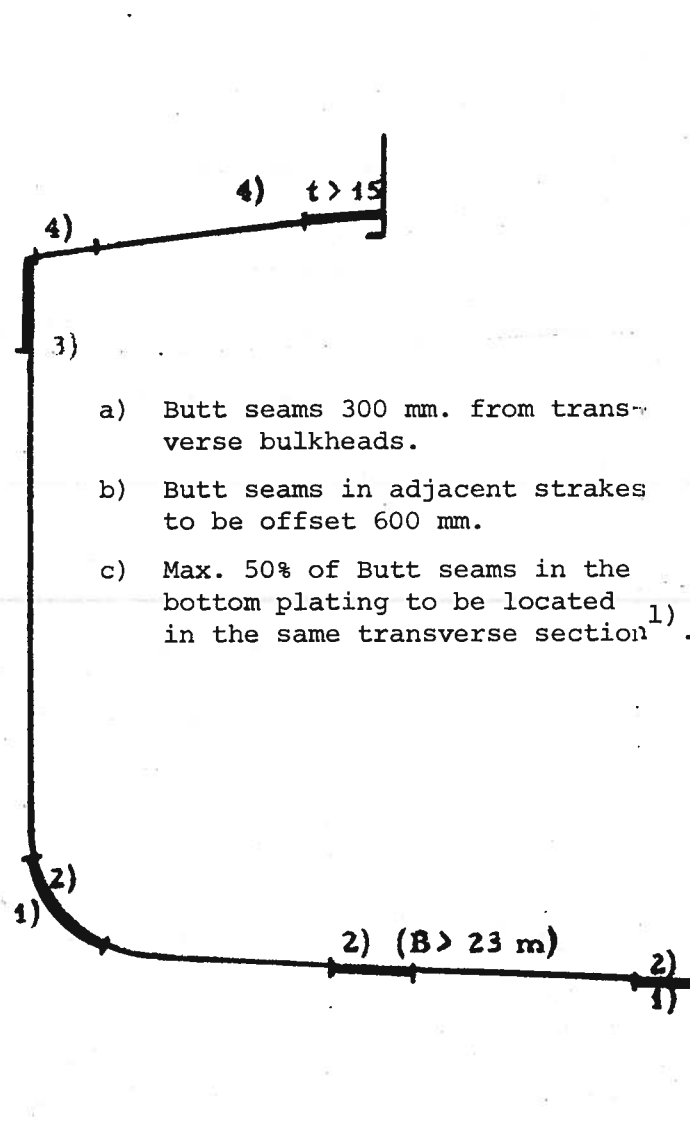 4) t > 15
4)
3)
a) Butt seams 300 mm. from trans-
verse bulkheads.
b) Butt seams in adjacent strakes
to be offset 600 mm.
c) Max. 50% of Butt seams in the
bottom plating to be located
in the same transverse section 1) .
2)
1)
2) (B > 23 m)
2)
1)